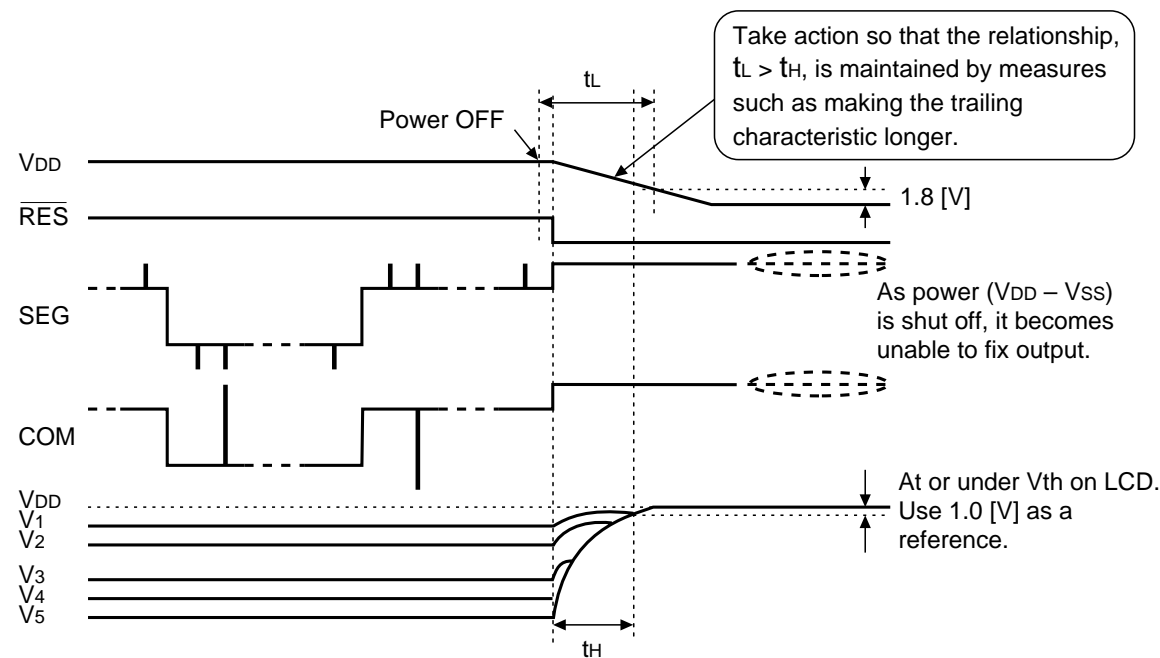 Take action so that the relationship,
tL > tH, is maintained by measures
such as making the trailing
characteristic longer.
tL
Power OFF
VDD
1.8 [V]
RES
SEG
As power (VDD – VSS)
is shut off, it becomes
unable to fix output.
COM
At or under Vth on LCD.
Use 1.0 [V] as a
reference.
VDD
V1
V2
V3
V4
V5
tH